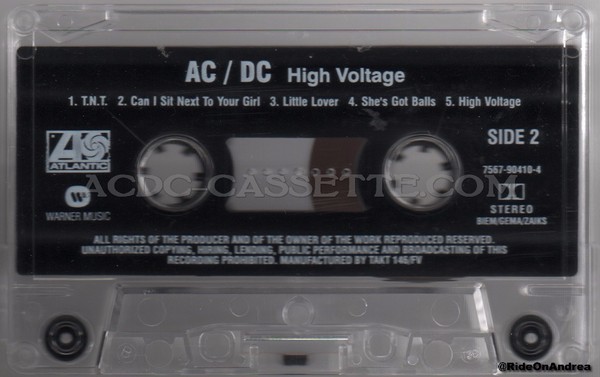 AC / DC High Voltage
1. T.N.T. 2. Can I Sit Next To Your Girl 3. Little Lover 4. She's Got Balls 5. High Voltage
SIDE 2
ATLANTIC
7567-90410-4
ACDC-CASSETTE.COM
WARNER MUSIC
STEREO
BIEM/GEMA/ZAIKS
ALL RIGHTS OF THE PRODUCER AND OF THE OWNER OF THE WORK REPRODUCED RESERVED.
UNAUTHORIZED COPYING, HIRING, LENDING, PUBLIC PERFORMANCE AND BROADCASTING OF THIS
RECORDING PROHIBITED. MANUFACTURED BY TAKT 146/FV
@RideOnAndrea